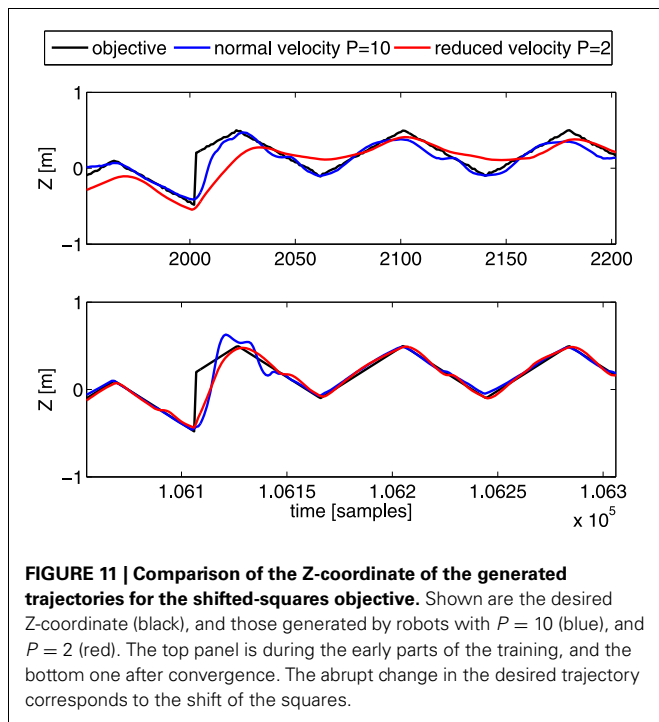 objective normal velocity P=10 reduced velocity P=2
1
0
−1
Z [m]
2000 2050 2100 2150 2200
1
0
−1
Z [m]
1.061 1.0615 1.062 1.0625 1.063
time [samples]
x 10^5
FIGURE 11 | Comparison of the Z-coordinate of the generated
trajectories for the shifted-squares objective. Shown are the desired
Z-coordinate (black), and those generated by robots with P = 10 (blue), and
P = 2 (red). The top panel is during the early parts of the training, and the
bottom one after convergence. The abrupt change in the desired trajectory
corresponds to the shift of the squares.